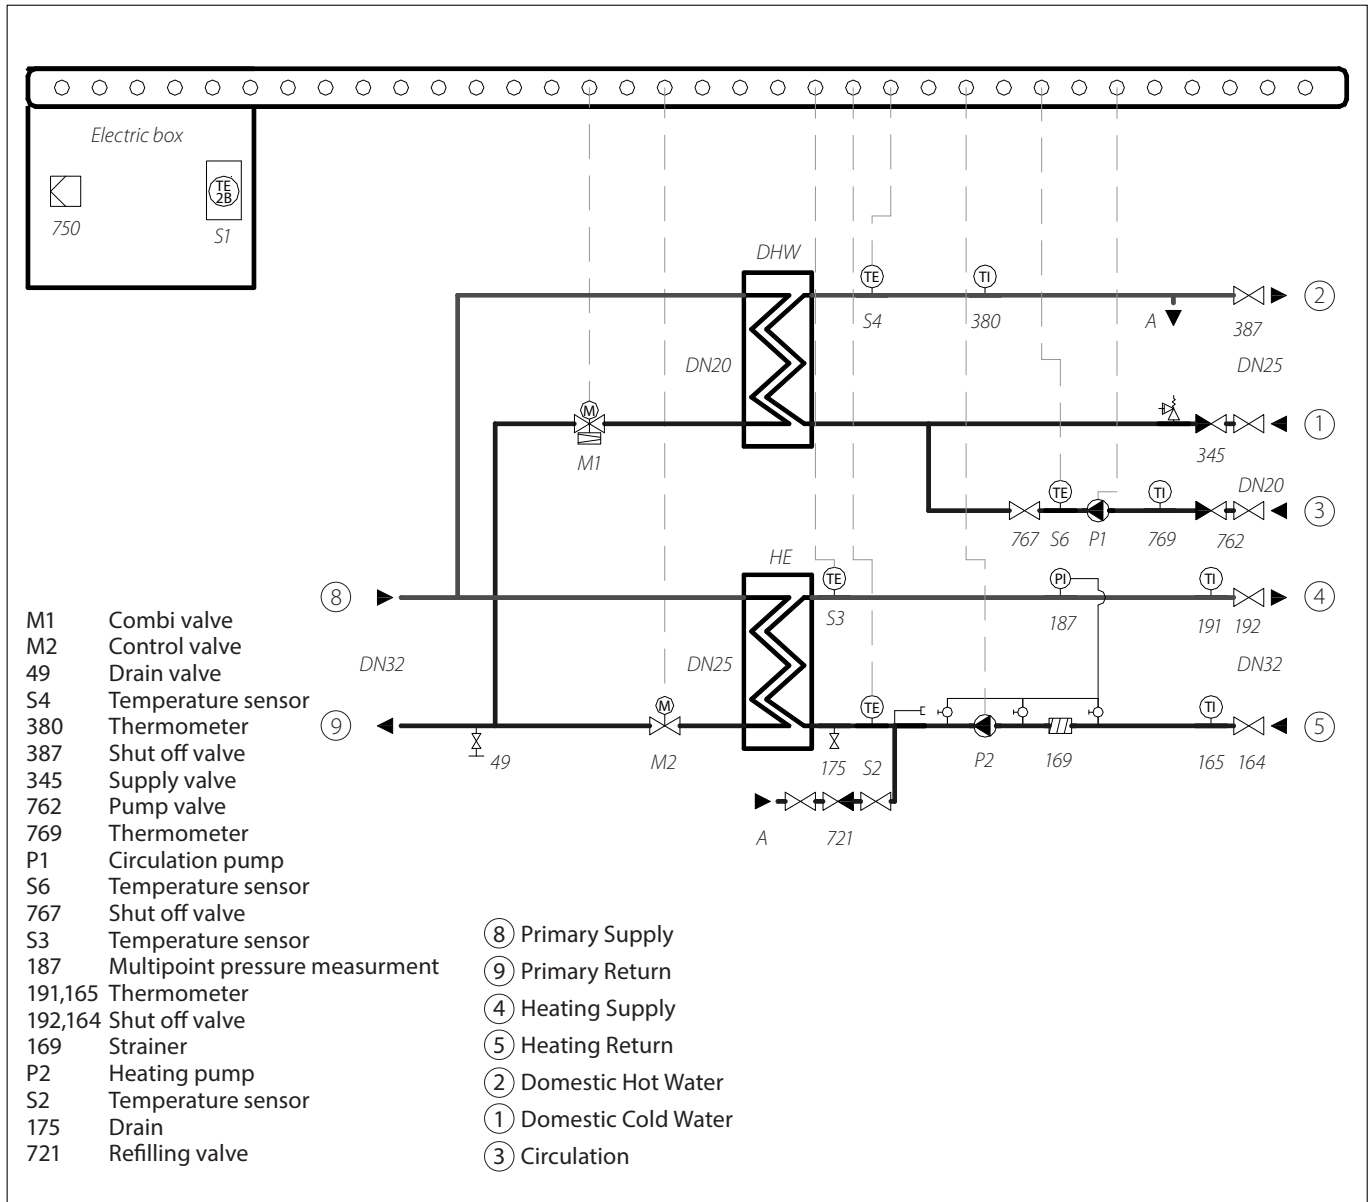 Electric box
TE
2B
750
S1
DHW
TE
TI
2
S4
380
A
387
DN20
DN25
M
1
M1
345
DN20
TE
TI
3
767
S6
P1
769
762
HE
TE
PI
TI
8
4
S3
187
191
192
DN32
DN25
DN32
M
TE
TI
9
5
49
M2
175
S2
P2
169
165
164
A
721
M1 Combi valve
M2 Control valve
49 Drain valve
S4 Temperature sensor
380 Thermometer
387 Shut off valve
345 Supply valve
762 Pump valve
769 Thermometer
P1 Circulation pump
S6 Temperature sensor
767 Shut off valve
S3 Temperature sensor
187 Multipoint pressure measurment
191,165 Thermometer
192,164 Shut off valve
169 Strainer
P2 Heating pump
S2 Temperature sensor
175 Drain
721 Refilling valve
8 Primary Supply
9 Primary Return
4 Heating Supply
5 Heating Return
2 Domestic Hot Water
1 Domestic Cold Water
3 Circulation